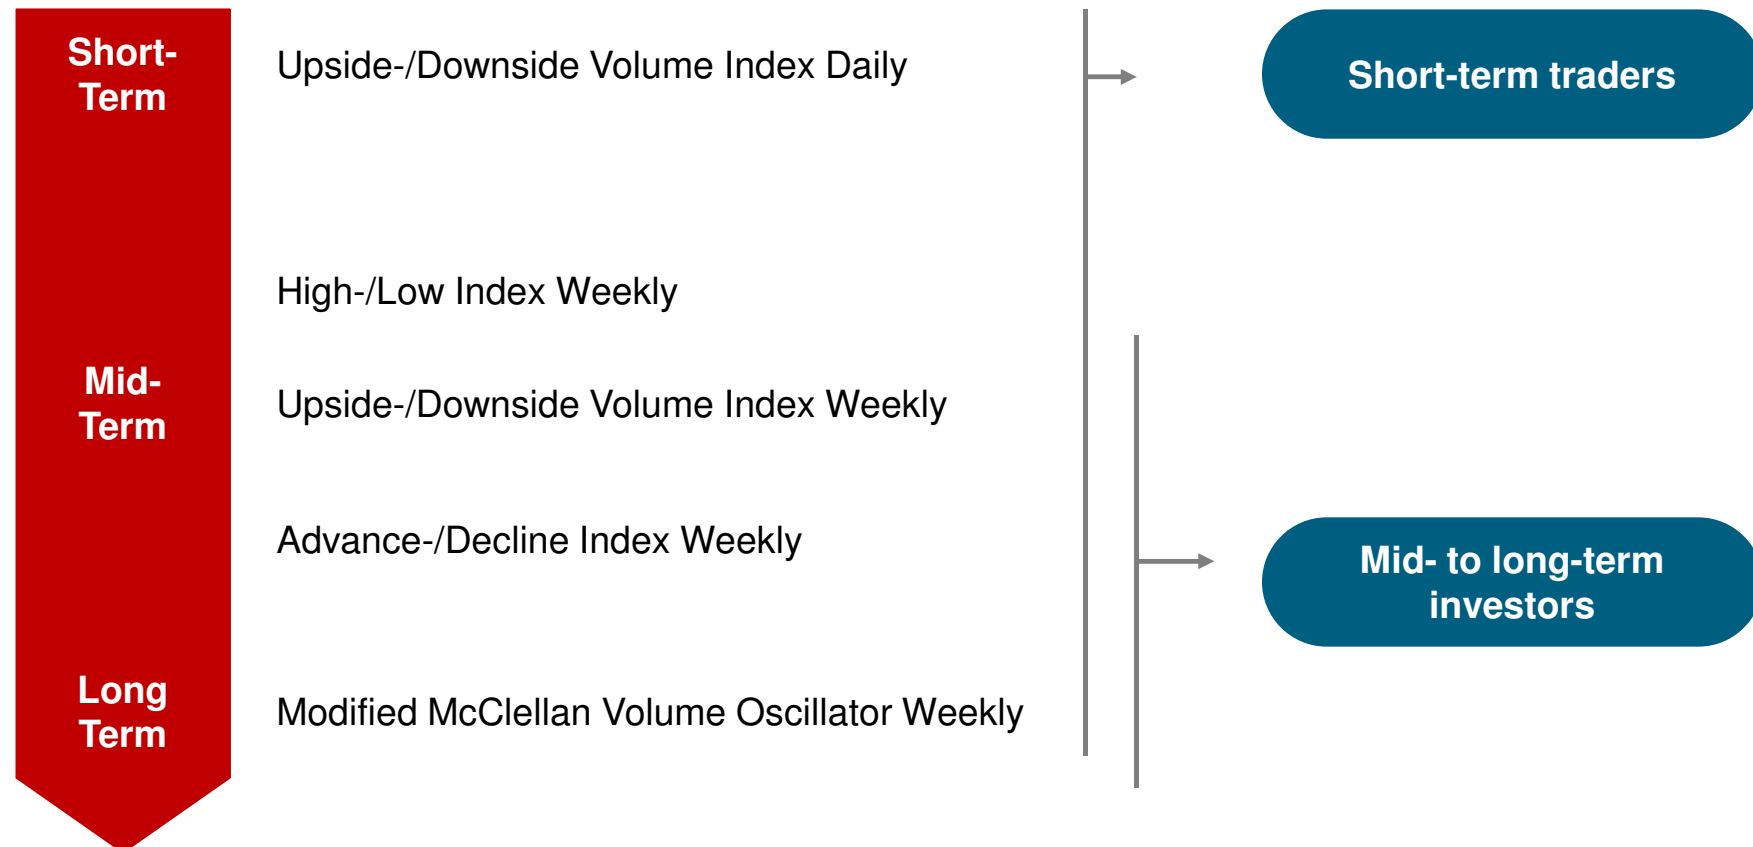 Short-
Term
Upside-/Downside Volume Index Daily
Short-term traders
High-/Low Index Weekly
Mid-
Term
Upside-/Downside Volume Index Weekly
Advance-/Decline Index Weekly
Mid- to long-term
investors
Long
Term
Modified McClellan Volume Oscillator Weekly